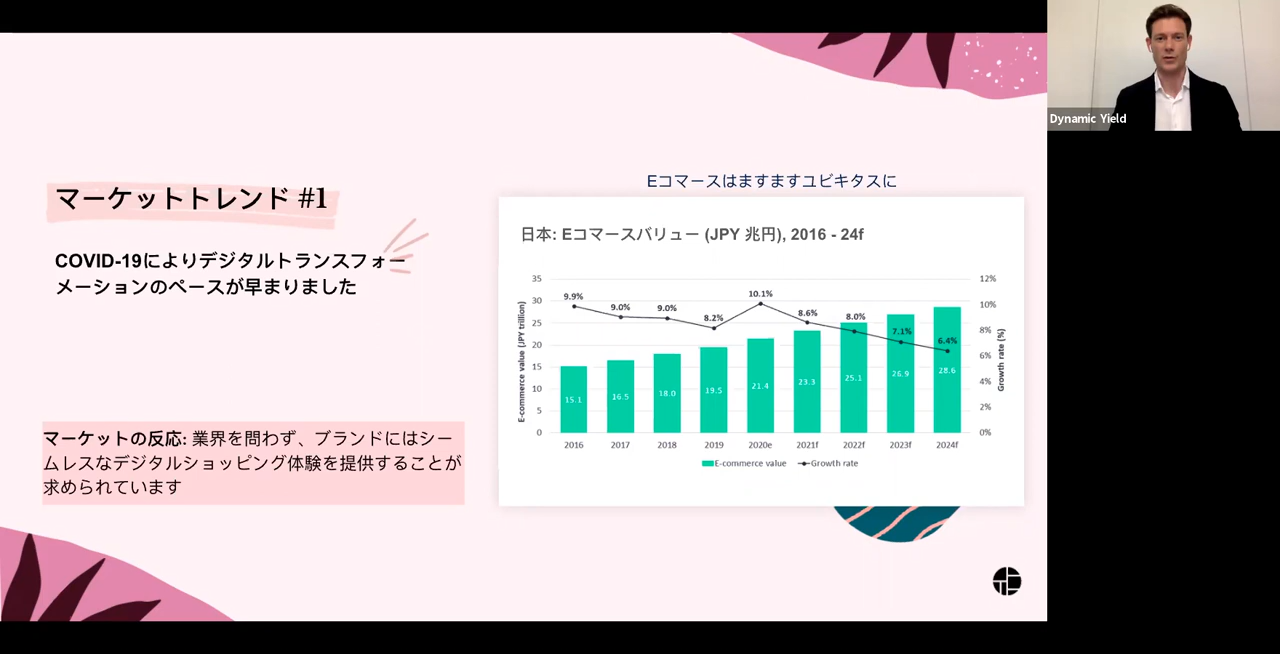 Dynamic Yield
マーケットトレンド #1
COVID-19によりデジタルトランスフォー
メーションのペースが早まりました
マーケットの反応: 業界を問わず、ブランドにはシー
ムレスなデジタルショッピング体験を提供することが
求められています
Eコマースはますますユビキタスに
日本: Eコマースバリュー (JPY 兆円), 2016 - 24f
E-commerce value (JPY trillion)
35
30
25
20
15
10
5
0
9.9%
9.0%
9.0%
8.2%
10.1%
8.6%
8.0%
7.1%
6.4%
15.1
16.5
18.0
19.5
21.4
23.3
25.1
26.9
28.6
12%
10%
8%
6%
4%
2%
0%
Growth rate (%)
2016 2017 2018 2019 2020e 2021f 2022f 2023f 2024f
E-commerce value Growth rate